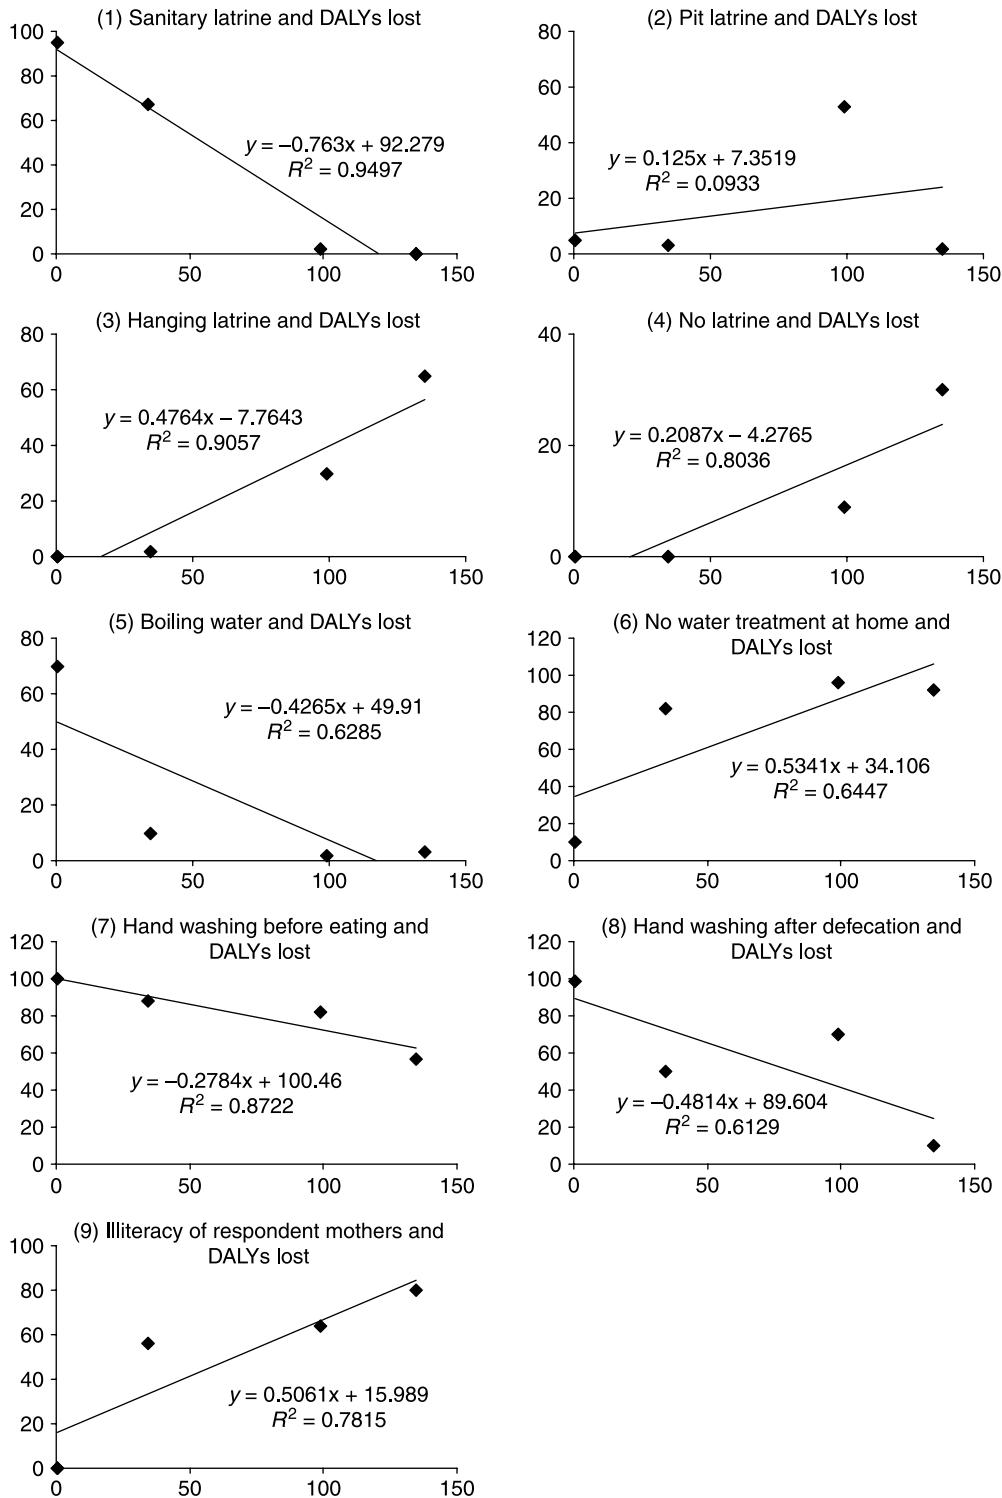 (1) Sanitary latrine and DALYs lost
100
80
60
40
20
0
y = –0.763x + 92.279
R² = 0.9497
0 50 100 150
(2) Pit latrine and DALYs lost
80
60
40
20
0
y = 0.125x + 7.3519
R² = 0.0933
0 50 100 150
(3) Hanging latrine and DALYs lost
80
60
40
20
0
y = 0.4764x – 7.7643
R² = 0.9057
0 50 100 150
(4) No latrine and DALYs lost
40
20
0
y = 0.2087x – 4.2765
R² = 0.8036
0 50 100 150
(5) Boiling water and DALYs lost
80
60
40
20
0
y = –0.4265x + 49.91
R² = 0.6285
0 50 100 150
(6) No water treatment at home and
DALYs lost
120
100
80
60
40
20
0
y = 0.5341x + 34.106
R² = 0.6447
0 50 100 150
(7) Hand washing before eating and
DALYs lost
120
100
80
60
40
20
0
y = –0.2784x + 100.46
R² = 0.8722
0 50 100 150
(8) Hand washing after defecation and
DALYs lost
120
100
80
60
40
20
0
y = –0.4814x + 89.604
R² = 0.6129
0 50 100 150
(9) Illiteracy of respondent mothers and
DALYs lost
100
80
60
40
20
0
y = 0.5061x + 15.989
R² = 0.7815
0 50 100 150